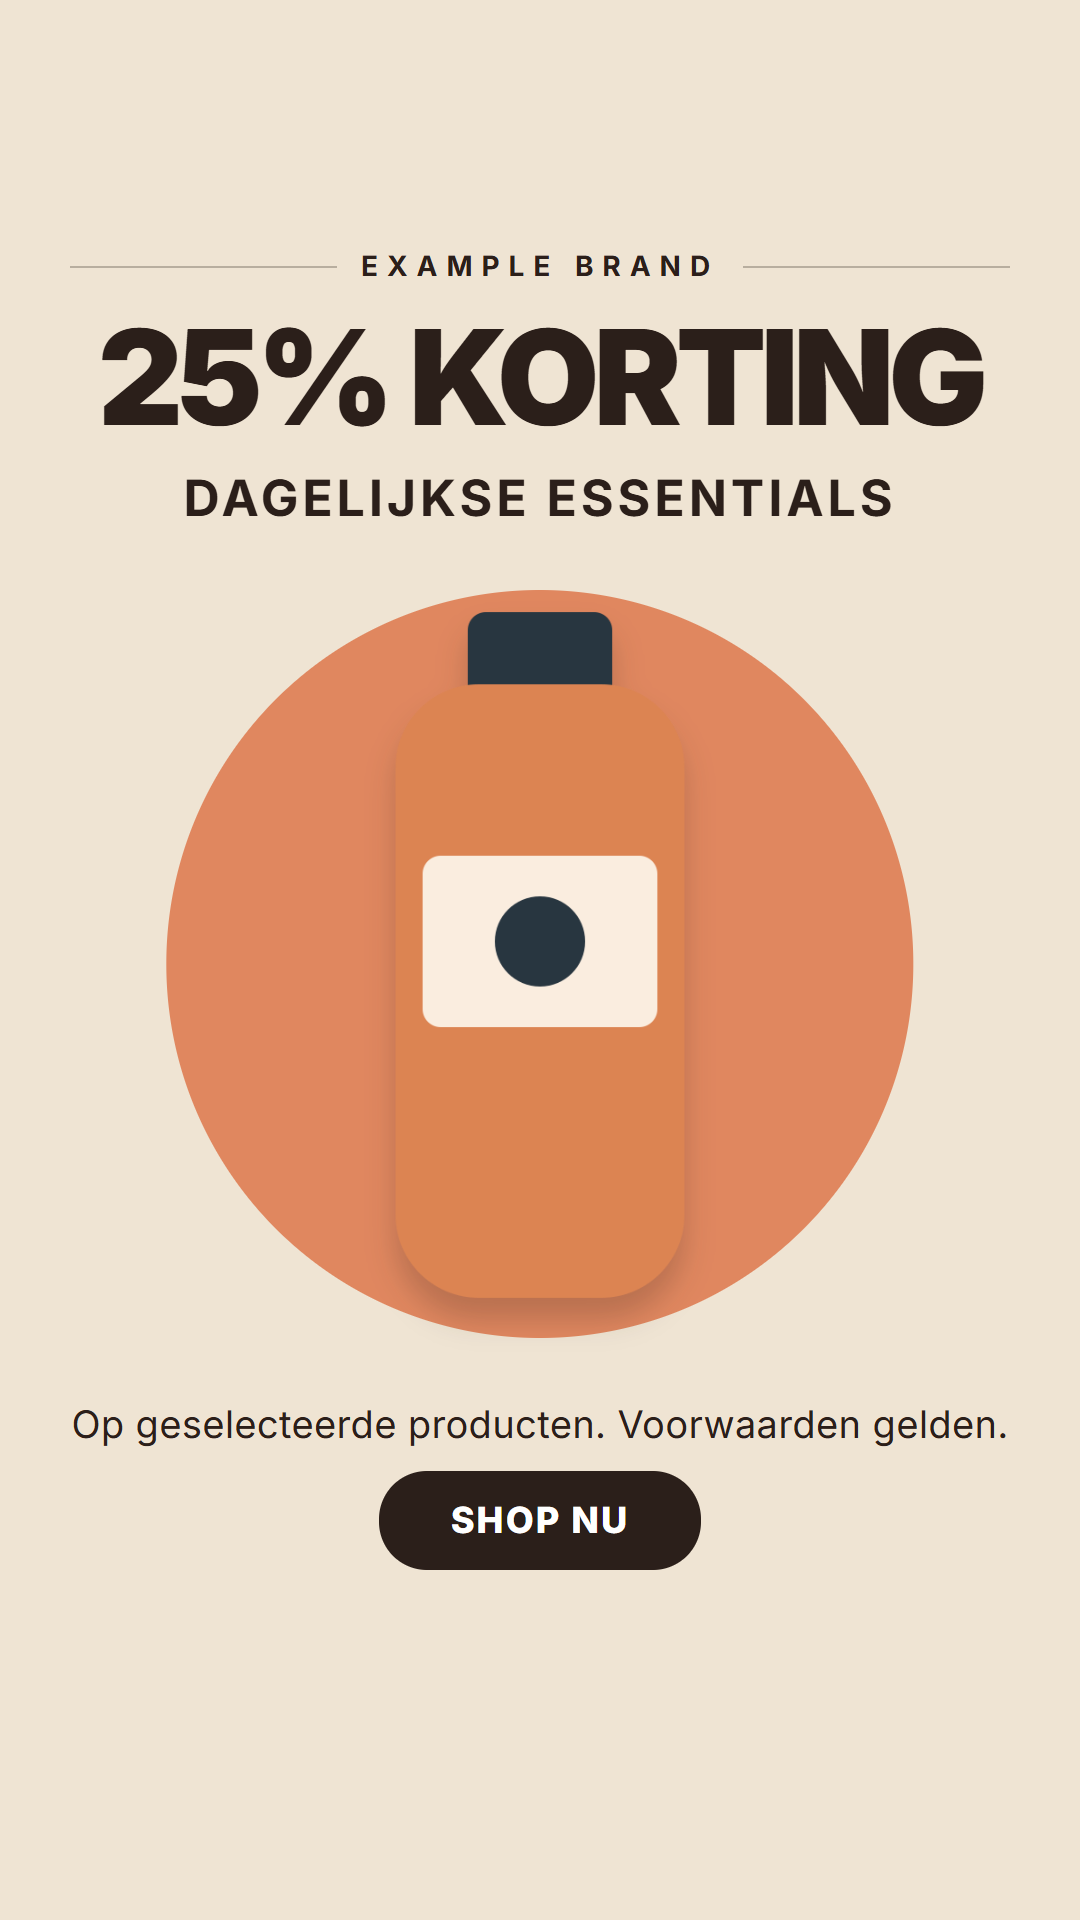 EXAMPLE BRAND
25% KORTING
DAGELIJKSE ESSENTIALS
Op geselecteerde producten. Voorwaarden gelden.
SHOP NU